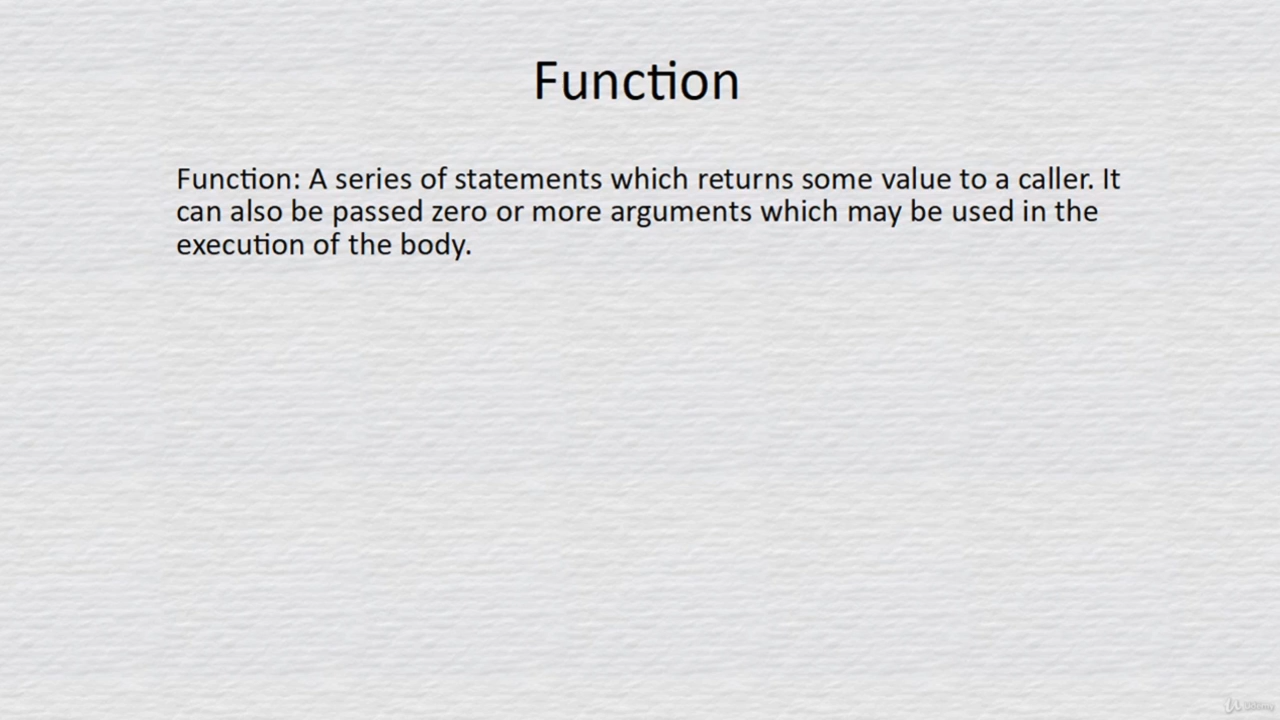 Function
Function: A series of statements which returns some value to a caller. It
can also be passed zero or more arguments which may be used in the
execution of the body.
Udemy